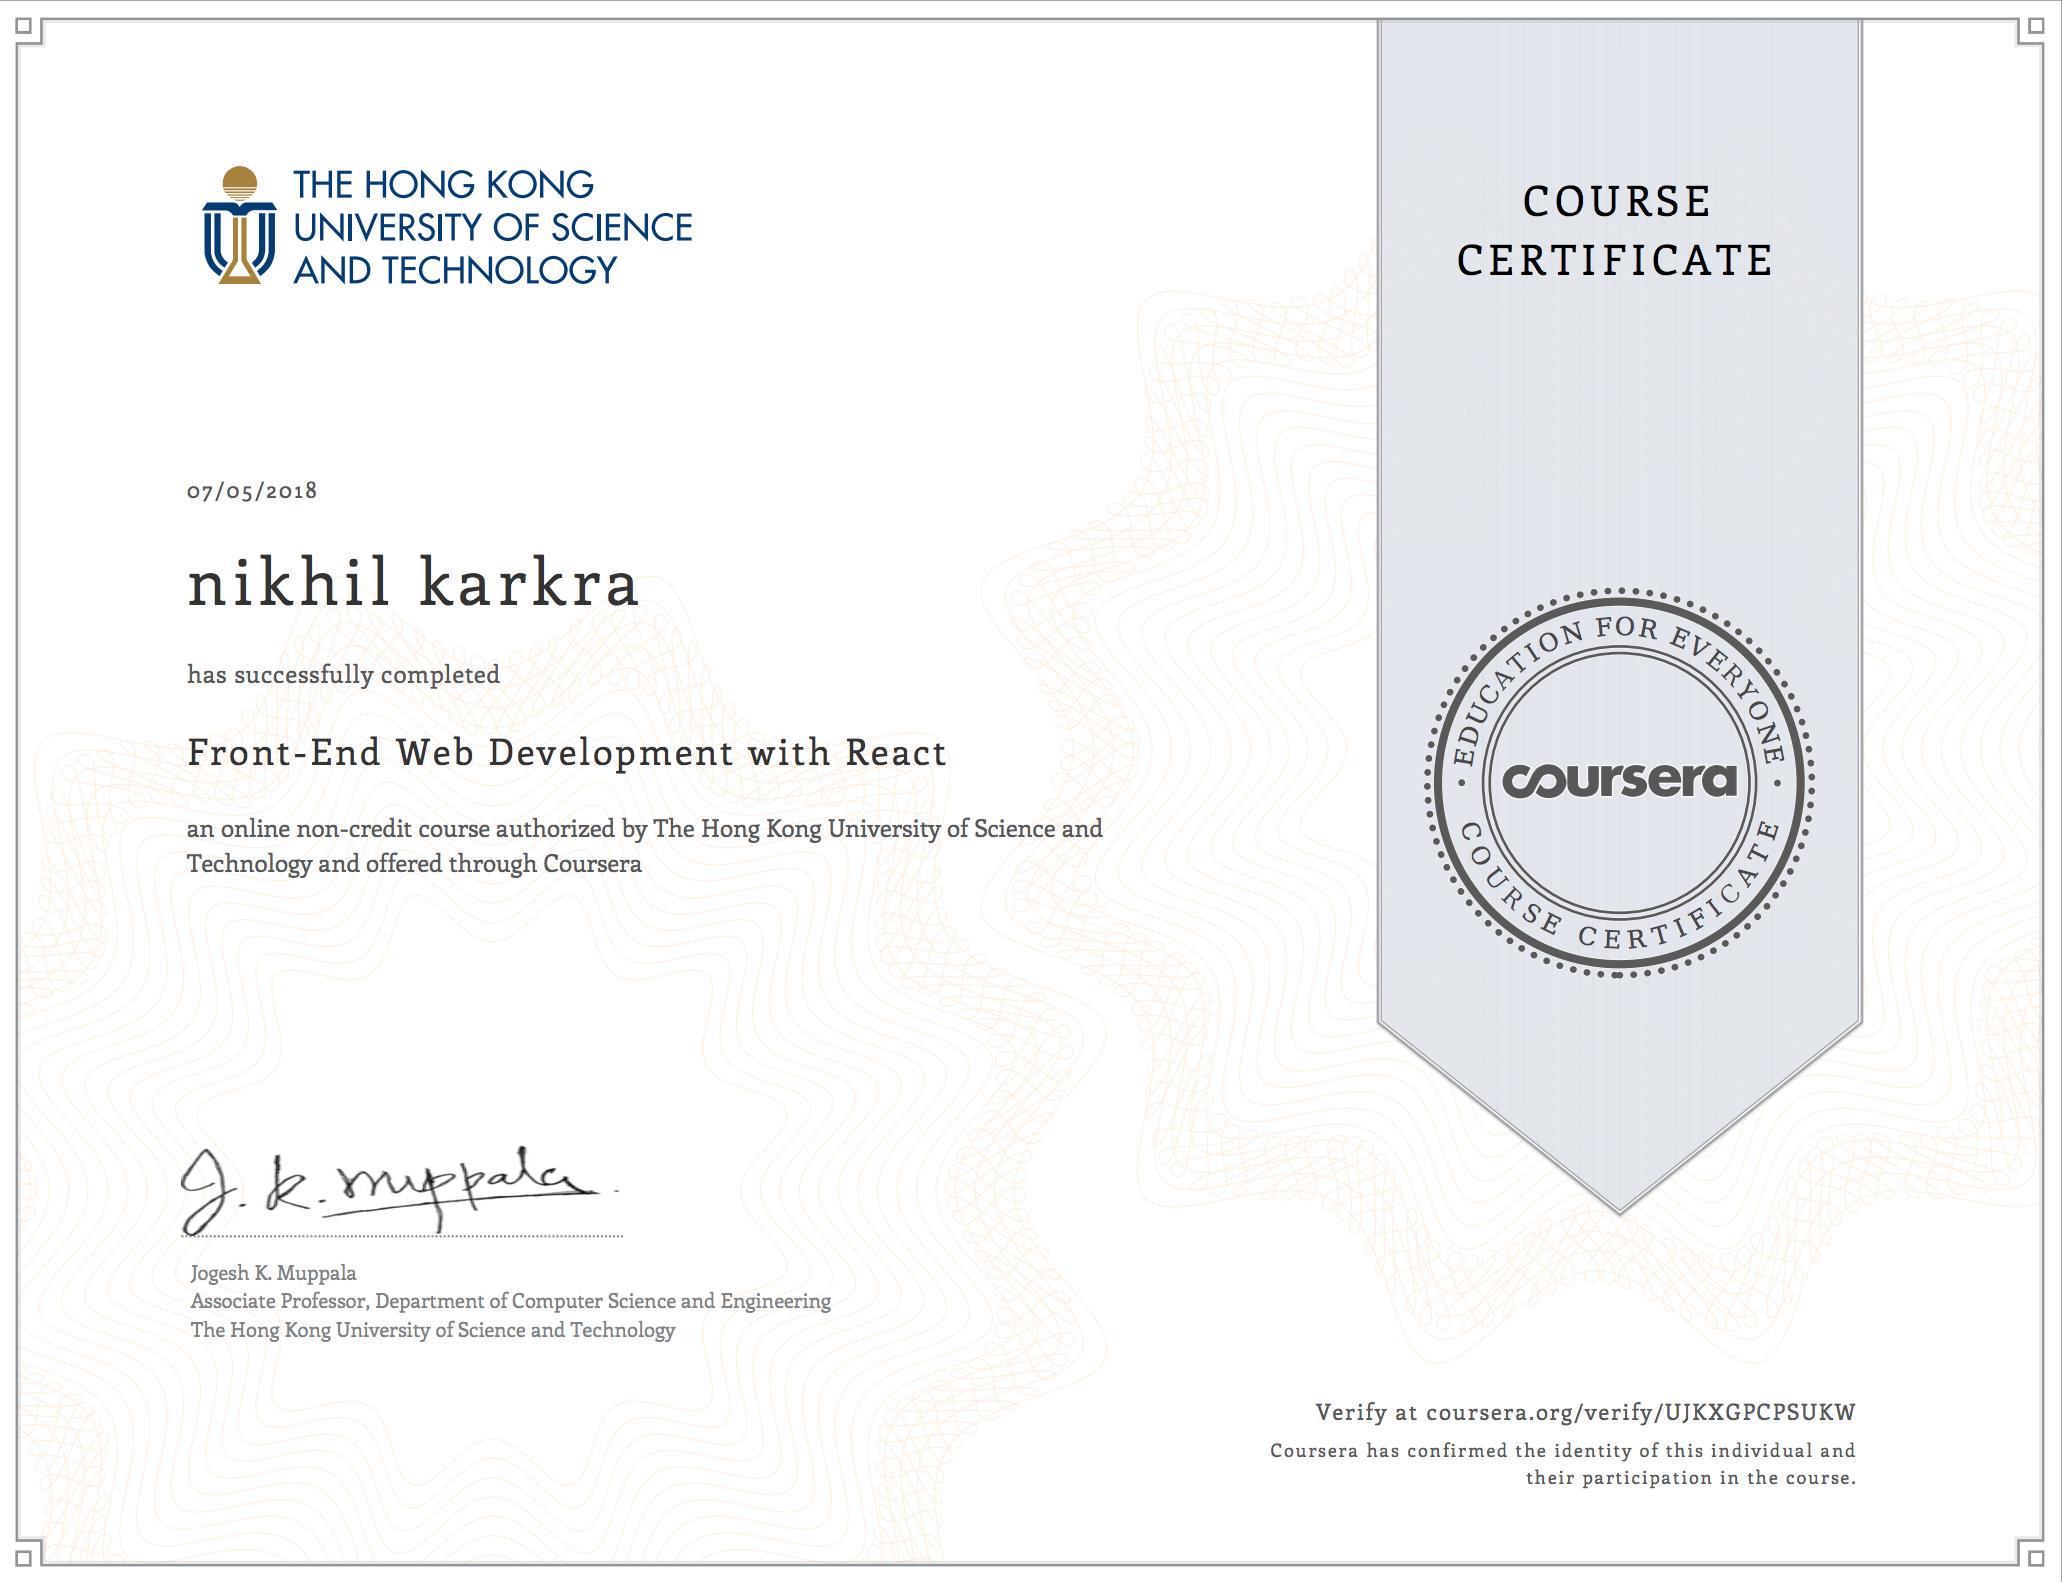 THE HONG KONG
UNIVERSITY OF SCIENCE
AND TECHNOLOGY
COURSE
CERTIFICATE
07/05/2018
nikhil karkra
has successfully completed
Front-End Web Development with React
an online non-credit course authorized by The Hong Kong University of Science and
Technology and offered through Coursera
EDUCATION FOR EVERYONE
coursera
COURSE CERTIFICATE
J. K. Muppala
Jogesh K. Muppala
Associate Professor, Department of Computer Science and Engineering
The Hong Kong University of Science and Technology
Verify at coursera.org/verify/UJKXGPCPSUKW
Coursera has confirmed the identity of this individual and
their participation in the course.